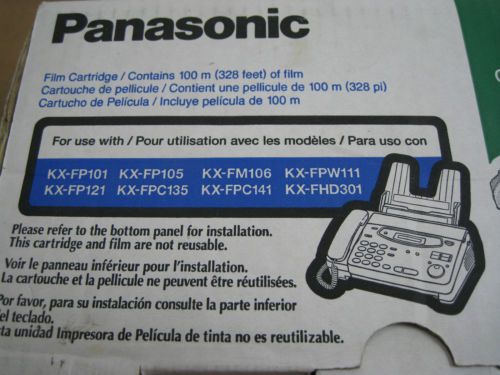 Panasonic
Film Cartridge / Contains 100 m (328 feet) of film
Cartouche de pellicule / Contient une pellicule de 100 m (328 pi)
Cartucho de Película / Incluye película de 100 m
For use with / Pour utilisation avec les modèles / Para uso con
KX-FP101 KX-FP105 KX-FM106 KX-FPW111
KX-FP121 KX-FPC135 KX-FPC141 KX-FHD301
Please refer to the bottom panel for installation.
This cartridge and film are not reusable.
Voir le panneau inférieur pour l'installation.
La cartouche et la pellicule ne peuvent être réutilisées.
Por favor, para su instalación consulte la parte inferior
del teclado.
sta unidad Impresora de Película de tinta no es reutilizable.